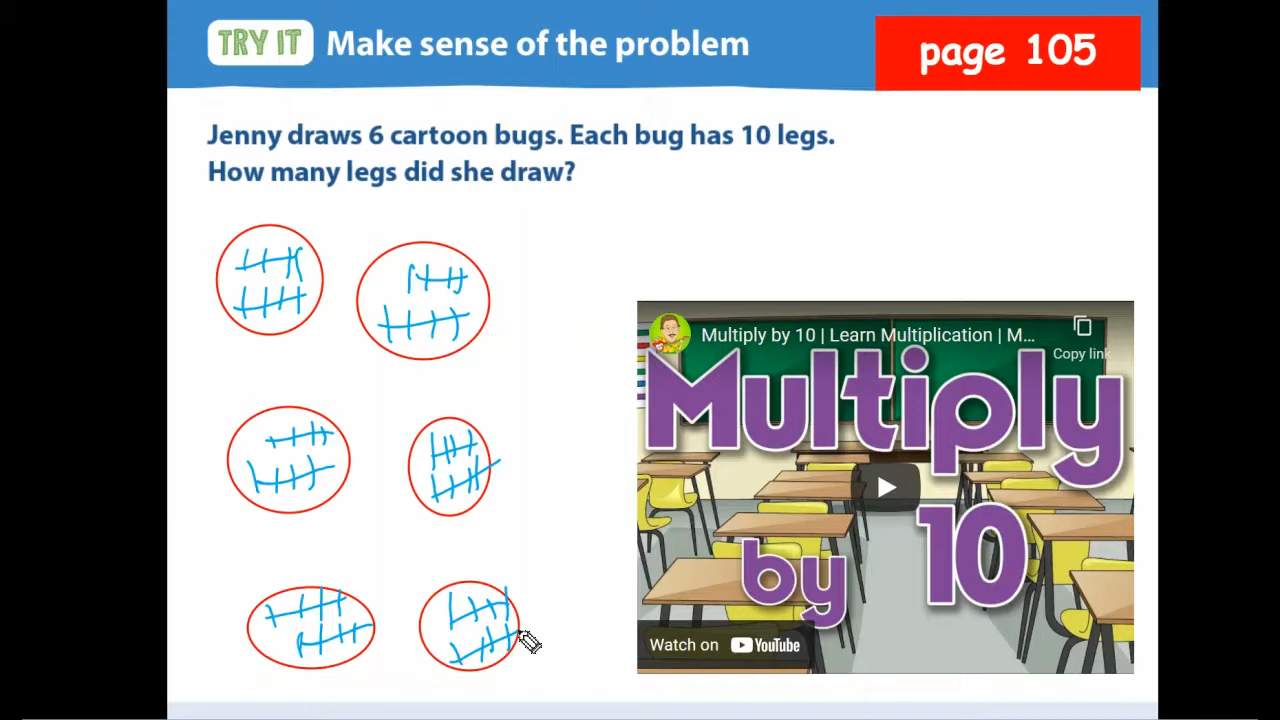 TRY IT Make sense of the problem
page 105
Jenny draws 6 cartoon bugs. Each bug has 10 legs.
How many legs did she draw?
Multiply by 10 | Learn Multiplication | M...
Copy link
Multiply
by 10
Watch on YouTube